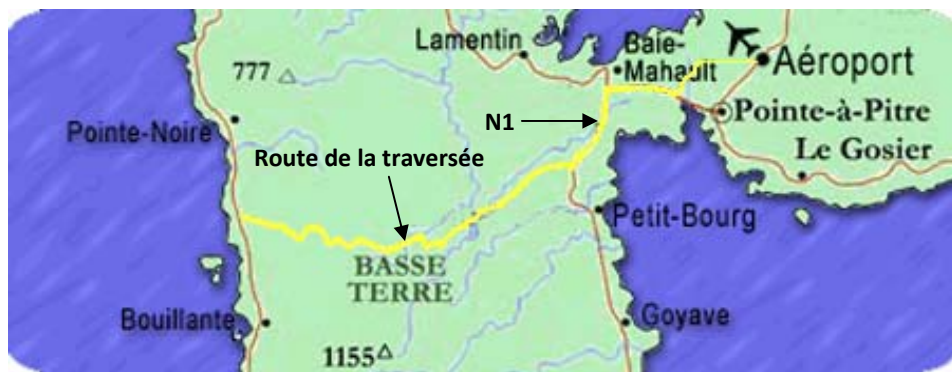 Lamentin
Baie-
Mahault
Aéroport
777
Pointe-Noire
N1
Pointe-à-Pitre
Le Gosier
Route de la traversée
Petit-Bourg
BASSE
TERRE
Bouillante
Goyave
1155